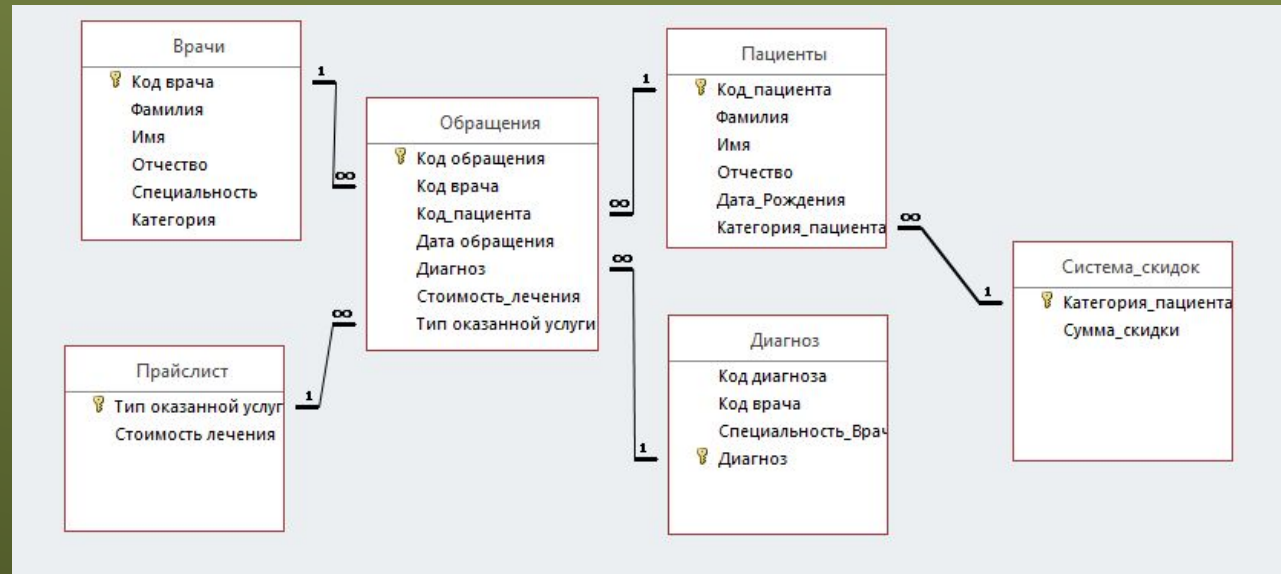 Врачи
Код врача
Фамилия
Имя
Отчество
Специальность
Категория
1
∞
Обращения
Код обращения
Код врача
Код_пациента
Дата обращения
Диагноз
Стоимость_лечения
Тип оказанной услуги
1
∞
Пациенты
Код_пациента
Фамилия
Имя
Отчество
Дата_Рождения
Категория_пациента
∞
1
Система_скидок
Категория_пациента
Сумма_скидки
∞
1
Прайслист
Тип оказанной услуг
Стоимость лечения
1
∞
Диагноз
Код диагноза
Код врача
Специальность_Врач
Диагноз